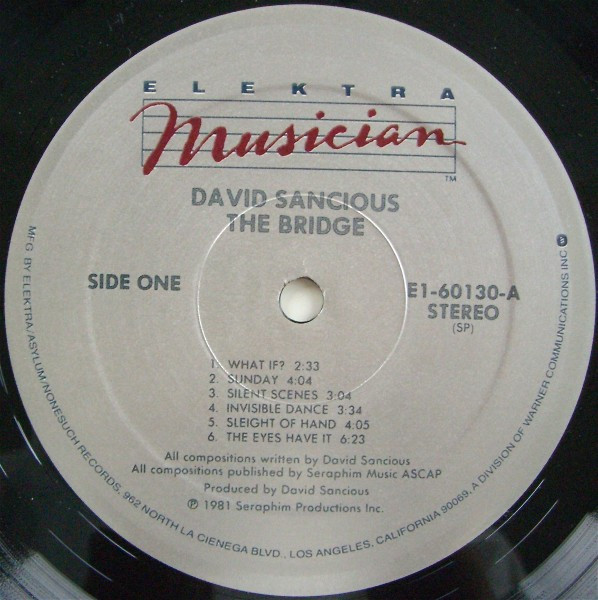 ELEKTRA
Musician
TM
DAVID SANCIOUS
THE BRIDGE
SIDE ONE
E1-60130-A
STEREO
(SP)
1. WHAT IF? 2:33
2. SUNDAY 4:04
3. SILENT SCENES 3:04
4. INVISIBLE DANCE 3:34
5. SLEIGHT OF HAND 4:05
6. THE EYES HAVE IT 6:23
All compositions written by David Sancious
All compositions published by Seraphim Music ASCAP
Produced by David Sancious
℗ 1981 Seraphim Productions Inc.
MFG. BY ELEKTRA/ASYLUM/NONESUCH RECORDS, 962 NORTH LA CIENEGA BLVD., LOS ANGELES, CALIFORNIA 90069, A DIVISION OF WARNER COMMUNICATIONS INC